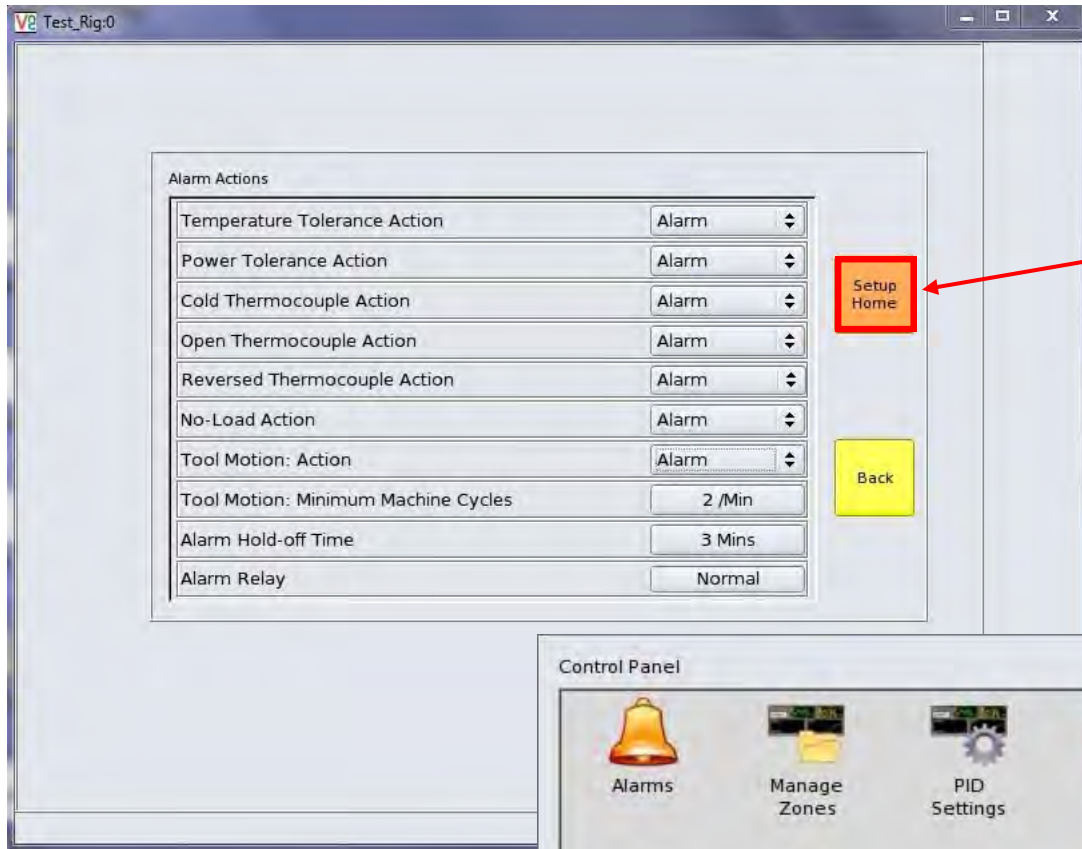 Test_Rig:0
Alarm Actions
Temperature Tolerance Action Alarm
Power Tolerance Action Alarm
Cold Thermocouple Action Alarm
Open Thermocouple Action Alarm
Reversed Thermocouple Action Alarm
No-Load Action Alarm
Tool Motion: Action Alarm
Tool Motion: Minimum Machine Cycles 2 /Min
Alarm Hold-off Time 3 Mins
Alarm Relay Normal
Setup
Home
Back
Control Panel
Alarms
Manage
Zones
PID
Settings